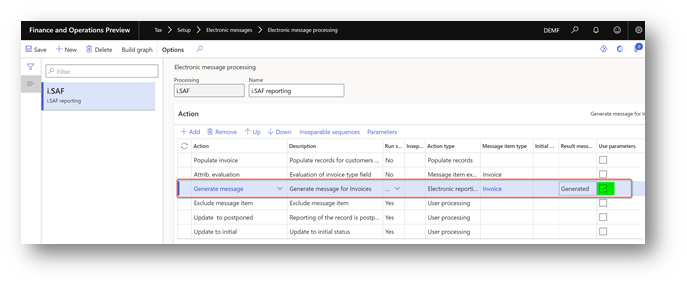 Finance and Operations Preview
Tax > Setup > Electronic messages > Electronic message processing
DEMF
Save + New Delete Build graph Options
Filter
i.SAF
i.SAF reporting
Electronic message processing
Processing Name
i.SAF i.SAF reporting
Action
Generate message for In
+ Add Remove Up Down Inseparable sequences Parameters
Action Description Run s... Insep... Action type Message item type Initial ... Result mess... Use parameters
Populate invoice Populate records for customers ... No Populate records
Attrib. evaluation Evaluation of invoice type field No Message item ex... Invoice
Generate message Generate message for Invoices ... Electronic reporti... Invoice Generated
Exclude message item Exclude message item Yes User processing
Update to postponed Reporting of the record is postp... Yes User processing
Update to initial Update to initial status Yes User processing